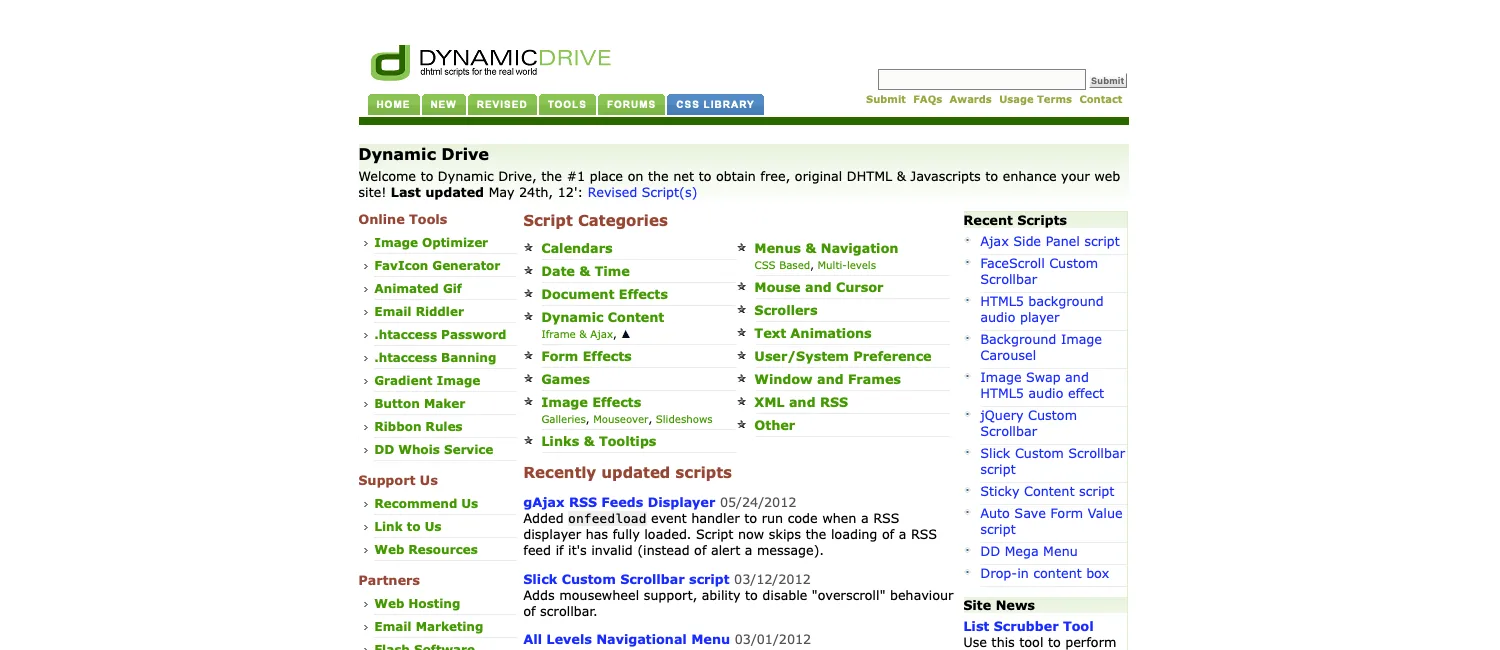 DYNAMICDRIVE
dhtml scripts for the real world
Submit
HOME NEW REVISED TOOLS FORUMS CSS LIBRARY
Submit FAQs Awards Usage Terms Contact
Dynamic Drive
Welcome to Dynamic Drive, the #1 place on the net to obtain free, original DHTML & Javascripts to enhance your web
site! Last updated May 24th, 12': Revised Script(s)
Online Tools
Image Optimizer
FavIcon Generator
Animated Gif
Email Riddler
.htaccess Password
.htaccess Banning
Gradient Image
Button Maker
Ribbon Rules
DD Whois Service
Support Us
Recommend Us
Link to Us
Web Resources
Partners
Web Hosting
Email Marketing
Flash Software
Script Categories
Calendars
Date & Time
Document Effects
Dynamic Content
Iframe & Ajax, ▲
Form Effects
Games
Image Effects
Galleries, Mouseover, Slideshows
Links & Tooltips
Menus & Navigation
CSS Based, Multi-levels
Mouse and Cursor
Scrollers
Text Animations
User/System Preference
Window and Frames
XML and RSS
Other
Recently updated scripts
gAjax RSS Feeds Displayer 05/24/2012
Added onfeedload event handler to run code when a RSS
displayer has fully loaded. Script now skips the loading of a RSS
feed if it's invalid (instead of alert a message).
Slick Custom Scrollbar script 03/12/2012
Adds mousewheel support, ability to disable "overscroll" behaviour
of scrollbar.
All Levels Navigational Menu 03/01/2012
Recent Scripts
Ajax Side Panel script
FaceScroll Custom
Scrollbar
HTML5 background
audio player
Background Image
Carousel
Image Swap and
HTML5 audio effect
jQuery Custom
Scrollbar
Slick Custom Scrollbar
script
Sticky Content script
Auto Save Form Value
script
DD Mega Menu
Drop-in content box
Site News
List Scrubber Tool
Use this tool to perform